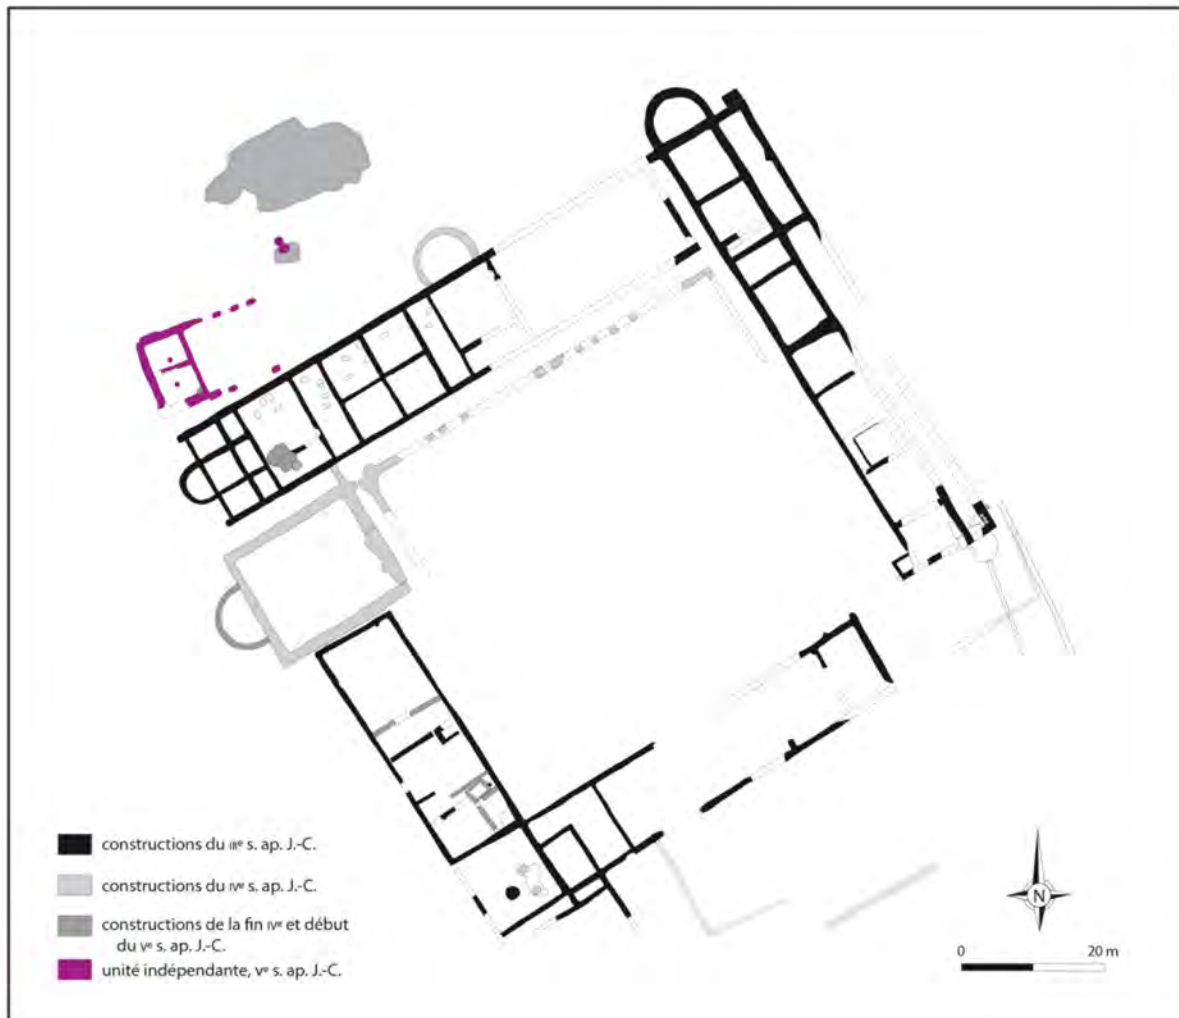 constructions du IIIᵉ s. ap. J.-C.
constructions du IVᵉ s. ap. J.-C.
constructions de la fin IVᵉ et début
du Vᵉ s. ap. J.-C.
unité indépendante, Vᵉ s. ap. J.-C.
N
0 20 m